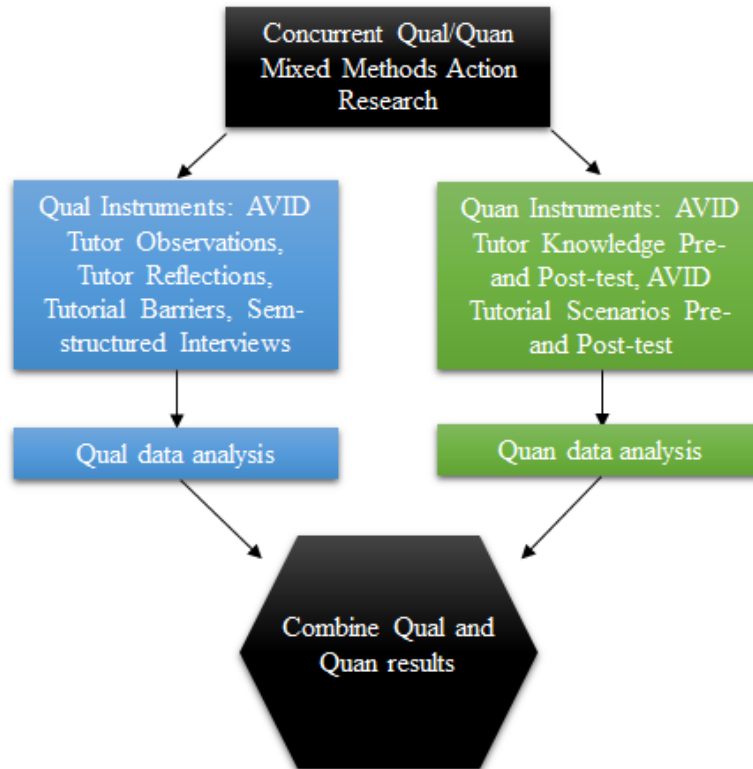 Concurrent Qual/Quan
Mixed Methods Action
Research
Qual Instruments: AVID
Tutor Observations,
Tutor Reflections,
Tutorial Barriers, Sem-
structured Interviews
Quan Instruments: AVID
Tutor Knowledge Pre-
and Post-test, AVID
Tutorial Scenarios Pre-
and Post-test
Qual data analysis
Quan data analysis
Combine Qual and
Quan results